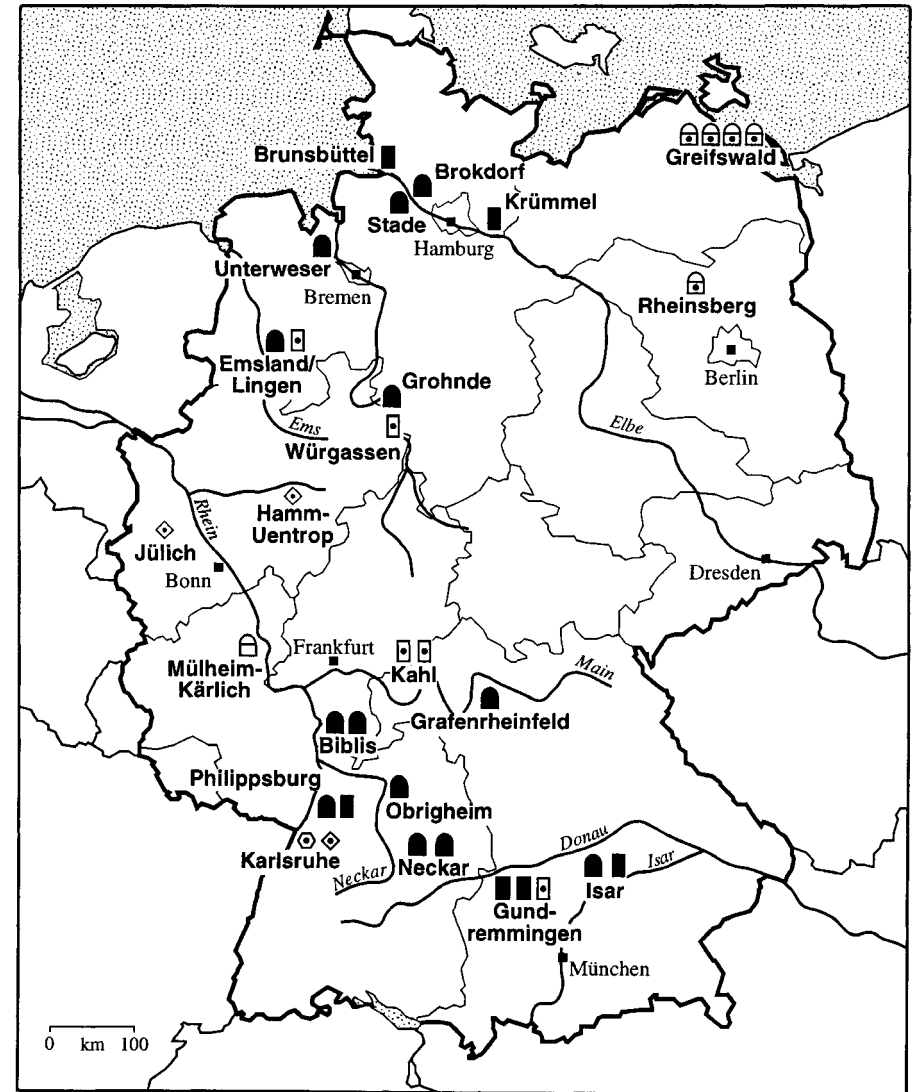 Brunsbüttel
Greifswald
Brokdorf
Krümmel
Stade
Hamburg
Unterweser
Bremen
Rheinsberg
Berlin
Emsland/
Lingen
Grohnde
Ems
Würgassen
Elbe
Rhein
Hamm-
Uentrop
Jülich
Bonn
Dresden
Frankfurt
Mülheim-
Kärlich
Kahl
Main
Grafenrheinfeld
Biblis
Philippsburg
Obrigheim
Karlsruhe
Neckar
Neckar
Donau
Isar
Isar
Gund-
remmingen
München
0 km 100